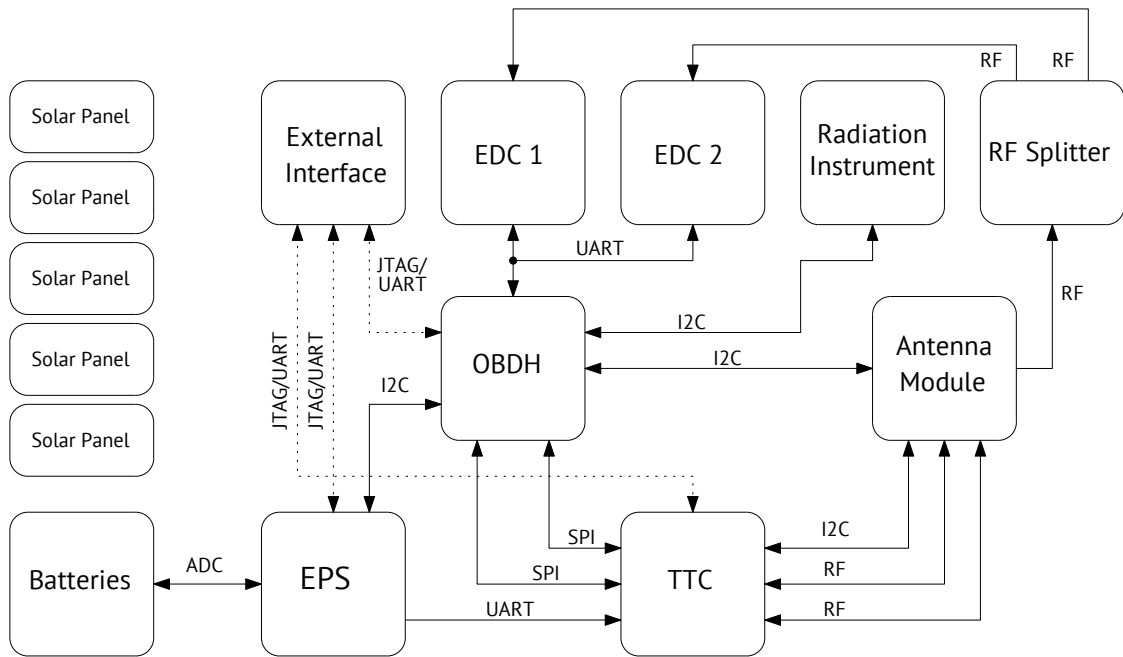 RF
RF
Solar Panel
Solar Panel
Solar Panel
Solar Panel
Solar Panel
External
Interface
EDC 1
EDC 2
Radiation
Instrument
RF Splitter
UART
JTAG/
UART
RF
I2C
I2C
OBDH
Antenna
Module
JTAG/UART
JTAG/UART
I2C
Batteries
ADC
EPS
SPI
SPI
UART
TTC
I2C
RF
RF